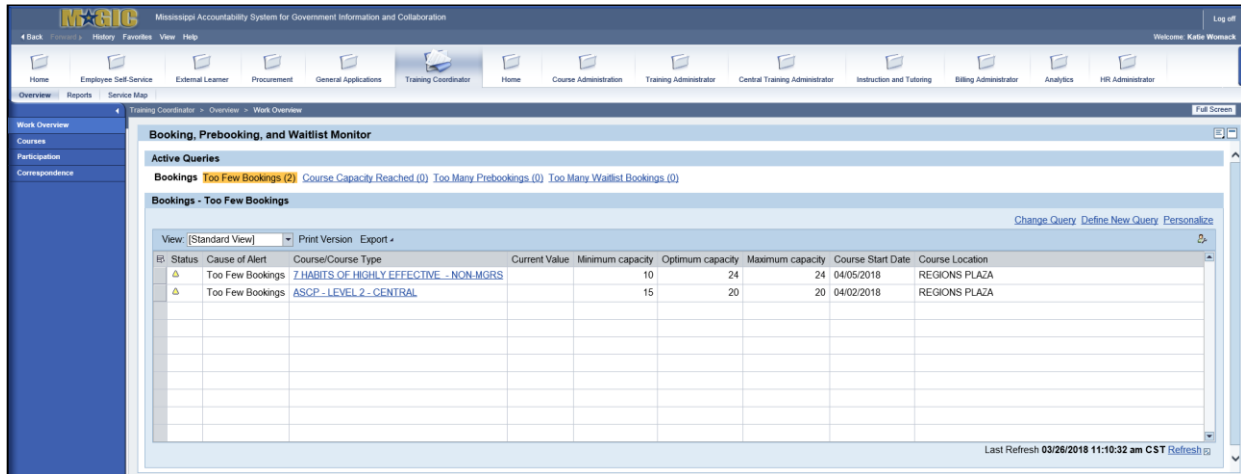 MAGIC Mississippi Accountability System for Government Information and Collaboration Log off
Back Forward History Favorites View Help Welcome: Katie Womack
Home Employee Self-Service External Learner Procurement General Applications Training Coordinator Home Course Administration Training Administrator Central Training Administrator Instruction and Tutoring Billing Administrator Analytics HR Administrator
Overview Reports Service Map
Training Coordinator > Overview > Work Overview Full Screen
Work Overview
Courses
Participation
Correspondence
Booking, Prebooking, and Waitlist Monitor
Active Queries
Bookings Too Few Bookings (2) Course Capacity Reached (0) Too Many Prebookings (0) Too Many Waitlist Bookings (0)
Bookings - Too Few Bookings
Change Query Define New Query Personalize
View: [Standard View] Print Version Export
Status Cause of Alert Course/Course Type Current Value Minimum capacity Optimum capacity Maximum capacity Course Start Date Course Location
Too Few Bookings 7 HABITS OF HIGHLY EFFECTIVE - NON-MGRS 10 24 24 04/05/2018 REGIONS PLAZA
Too Few Bookings ASCP - LEVEL 2 - CENTRAL 15 20 20 04/02/2018 REGIONS PLAZA
Last Refresh 03/26/2018 11:10:32 am CST Refresh